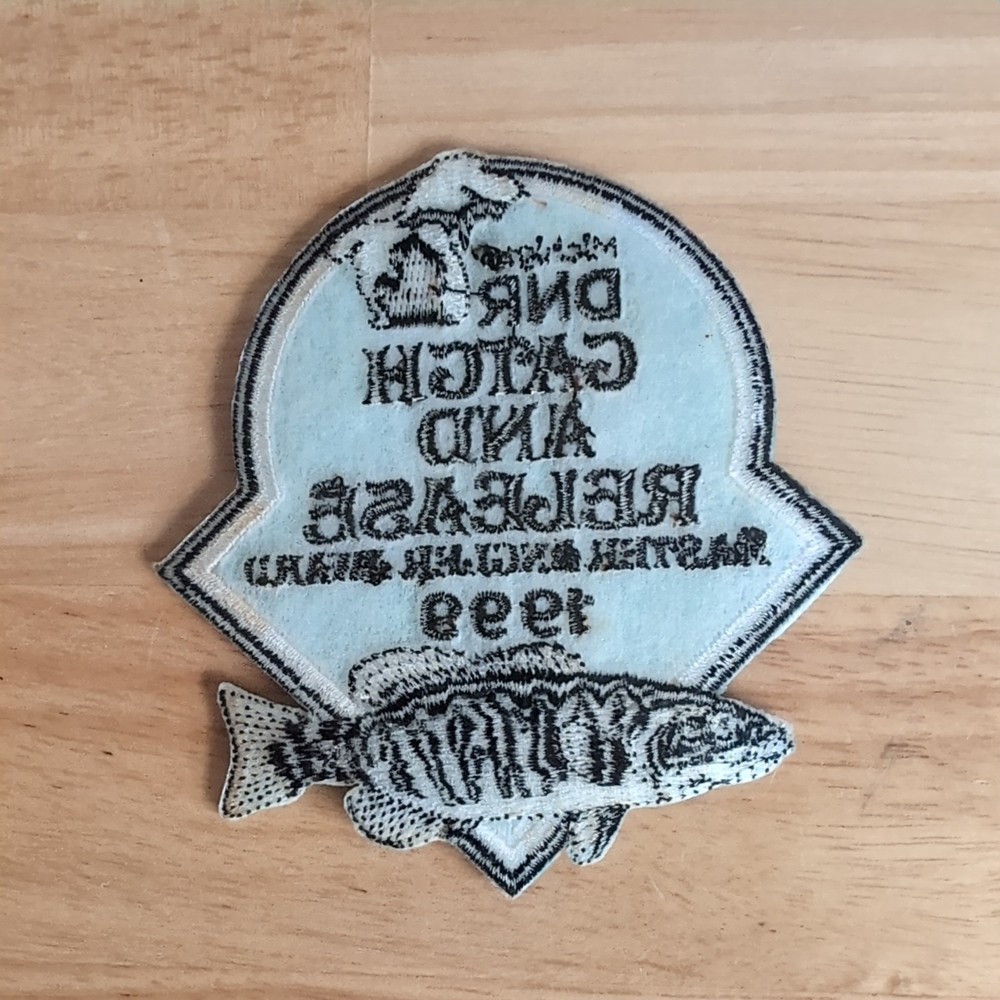 Michigan
DNR
CATCH
AND
RELEASE
MASTER ANGLER AWARD
1999